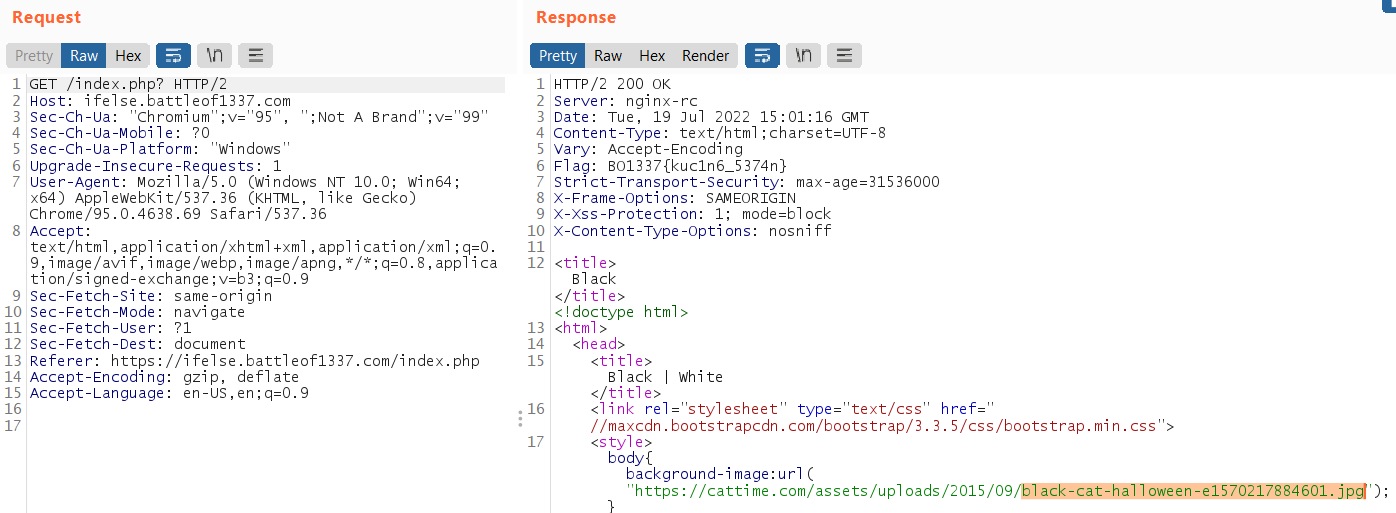 Request
Pretty Raw Hex \n
1 GET /index.php? HTTP/2
2 Host: ifelse.battleof1337.com
3 Sec-Ch-Ua: "Chromium";v="95", ";Not A Brand";v="99"
4 Sec-Ch-Ua-Mobile: ?0
5 Sec-Ch-Ua-Platform: "Windows"
6 Upgrade-Insecure-Requests: 1
7 User-Agent: Mozilla/5.0 (Windows NT 10.0; Win64;
x64) AppleWebKit/537.36 (KHTML, like Gecko)
Chrome/95.0.4638.69 Safari/537.36
8 Accept:
text/html,application/xhtml+xml,application/xml;q=0.
9,image/avif,image/webp,image/apng,*/*;q=0.8,applica
tion/signed-exchange;v=b3;q=0.9
9 Sec-Fetch-Site: same-origin
10 Sec-Fetch-Mode: navigate
11 Sec-Fetch-User: ?1
12 Sec-Fetch-Dest: document
13 Referer: https://ifelse.battleof1337.com/index.php
14 Accept-Encoding: gzip, deflate
15 Accept-Language: en-US,en;q=0.9
16
17
Response
Pretty Raw Hex Render \n
1 HTTP/2 200 OK
2 Server: nginx-rc
3 Date: Tue, 19 Jul 2022 15:01:16 GMT
4 Content-Type: text/html;charset=UTF-8
5 Vary: Accept-Encoding
6 Flag: BO1337{kuc1n6_5374n}
7 Strict-Transport-Security: max-age=31536000
8 X-Frame-Options: SAMEORIGIN
9 X-Xss-Protection: 1; mode=block
10 X-Content-Type-Options: nosniff
11
12 <title>
Black
</title>
<!doctype html>
13 <html>
14 <head>
15 <title>
Black | White
</title>
16 <link rel="stylesheet" type="text/css" href="
//maxcdn.bootstrapcdn.com/bootstrap/3.3.5/css/bootstrap.min.css">
17 <style>
body{
background-image:url(
"https://cattime.com/assets/uploads/2015/09/black-cat-halloween-e1570217884601.jpg");
}